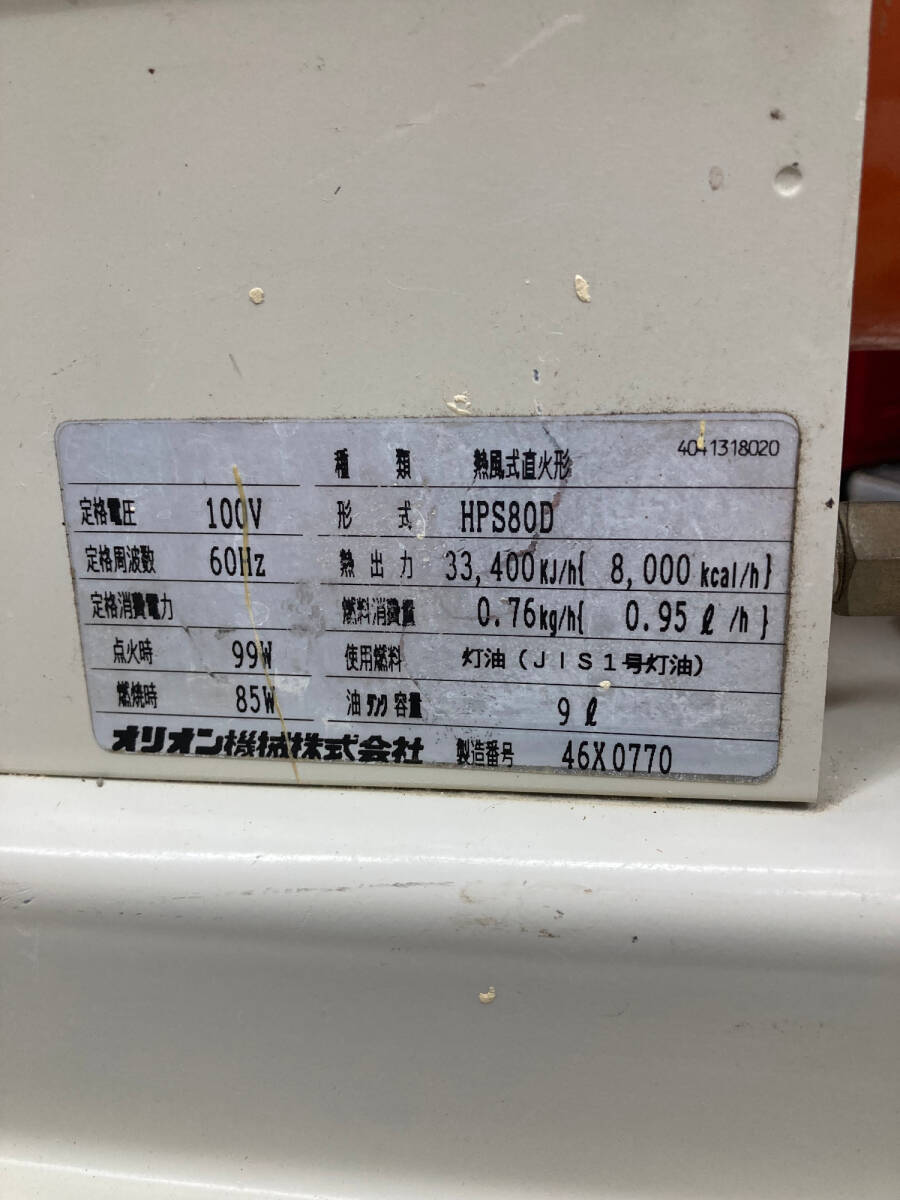 種 類 熱風式直火形 4041318020
定格電圧 100V 形 式 HPS80D
定格周波数 60Hz 熱出力 33,400KJ/h{ 8,000kcal/h}
定格消費電力 燃料消費量 0.76kg/h{ 0.95ℓ/h}
点火時 99W 使用燃料 灯油(JIS1号灯油)
燃焼時 85W 油タンク容量 9ℓ
オリオン機械株式会社 製造番号 46X0770